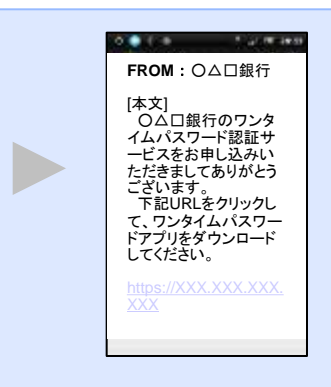 FROM：○△□銀行
[本文]
　○△□銀行のワンタ
イムパスワード認証サ
ービスをお申し込みい
ただきましてありがとう
ございます。
　下記URLをクリックし
て、ワンタイムパスワー
ドアプリをダウンロード
してください。
https://XXX.XXX.XXX.
XXX